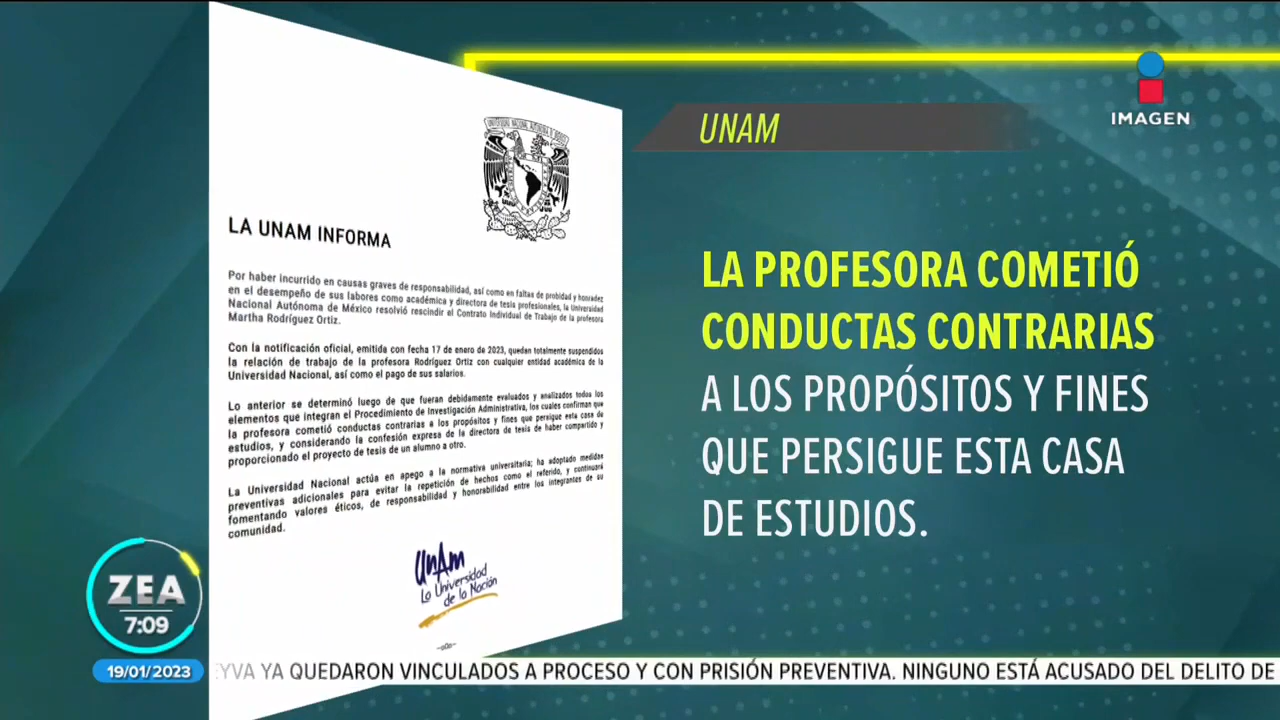 IMAGEN
UNAM
LA PROFESORA COMETIÓ
CONDUCTAS CONTRARIAS
A LOS PROPÓSITOS Y FINES
QUE PERSIGUE ESTA CASA
DE ESTUDIOS.
LA UNAM INFORMA
Por haber incurrido en causas graves de responsabilidad, así como en faltas de probidad y honradez
en el desempeño de sus labores como académica y directora de tesis profesionales, la Universidad
Nacional Autónoma de México resolvió rescindir el Contrato Individual de Trabajo de la profesora
Martha Rodríguez Ortiz.
Con la notificación oficial, emitida con fecha 17 de enero de 2023, quedan totalmente suspendidos
la relación de trabajo de la profesora Rodríguez Ortiz con cualquier entidad académica de la
Universidad Nacional, así como el pago de sus salarios.
Lo anterior se determinó luego de que fueran debidamente evaluados y analizados todos los
elementos que integran el Procedimiento de Investigación Administrativa, los cuales confirman que
la profesora cometió conductas contrarias a los propósitos y fines que persigue esta casa de
estudios, y considerando la confesión expresa de la directora de tesis de haber compartido y
proporcionado el proyecto de tesis de un alumno a otro.
La Universidad Nacional actúa en apego a la normativa universitaria; ha adoptado medidas
preventivas adicionales para evitar la repetición de hechos como el referido, y continuará
fomentando valores éticos, de responsabilidad y honorabilidad entre los integrantes de su
comunidad.
UnAm
La Universidad
de la Nación
ZEA
7:09
19/01/2023
EYVA YA QUEDARON VINCULADOS A PROCESO Y CON PRISIÓN PREVENTIVA. NINGUNO ESTÁ ACUSADO DEL DELITO DE